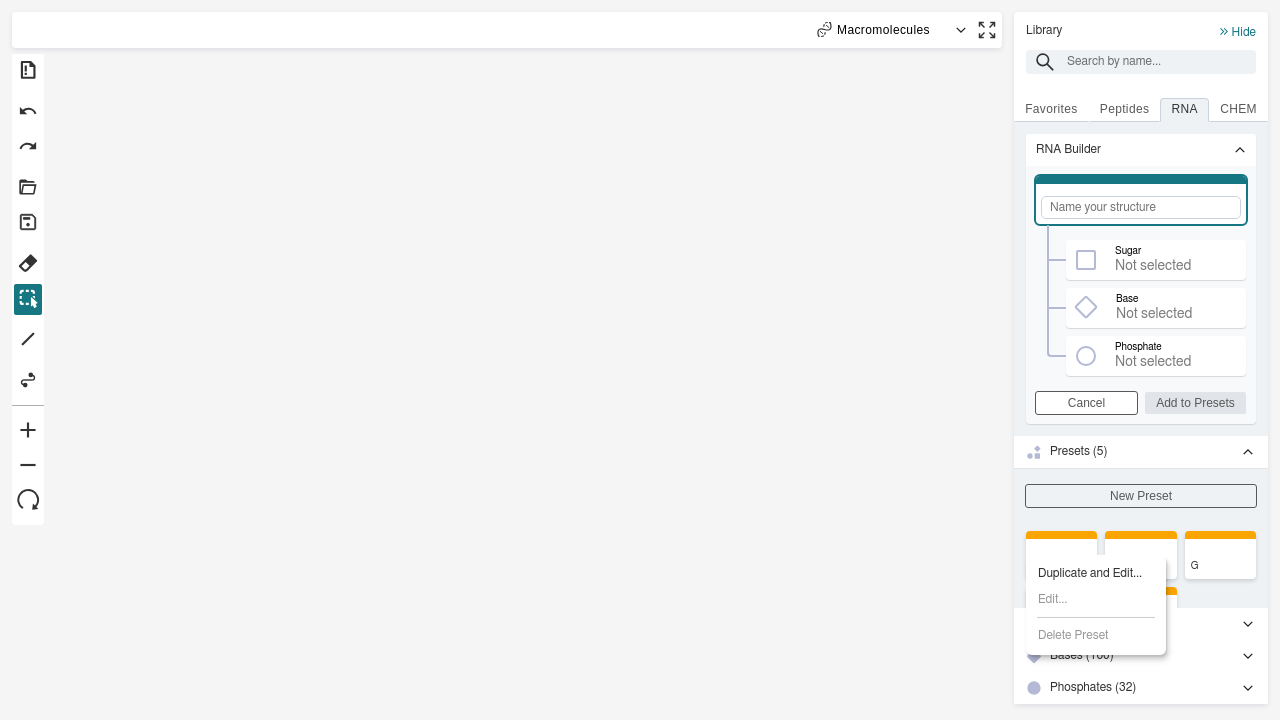 Macromolecules
Library
Hide
Search by name...
Favorites
Peptides
RNA
CHEM
RNA Builder
Name your structure
Sugar
Not selected
Base
Not selected
Phosphate
Not selected
Cancel
Add to Presets
Presets (5)
New Preset
G
Duplicate and Edit...
Edit...
Delete Preset
Bases (160)
Phosphates (32)